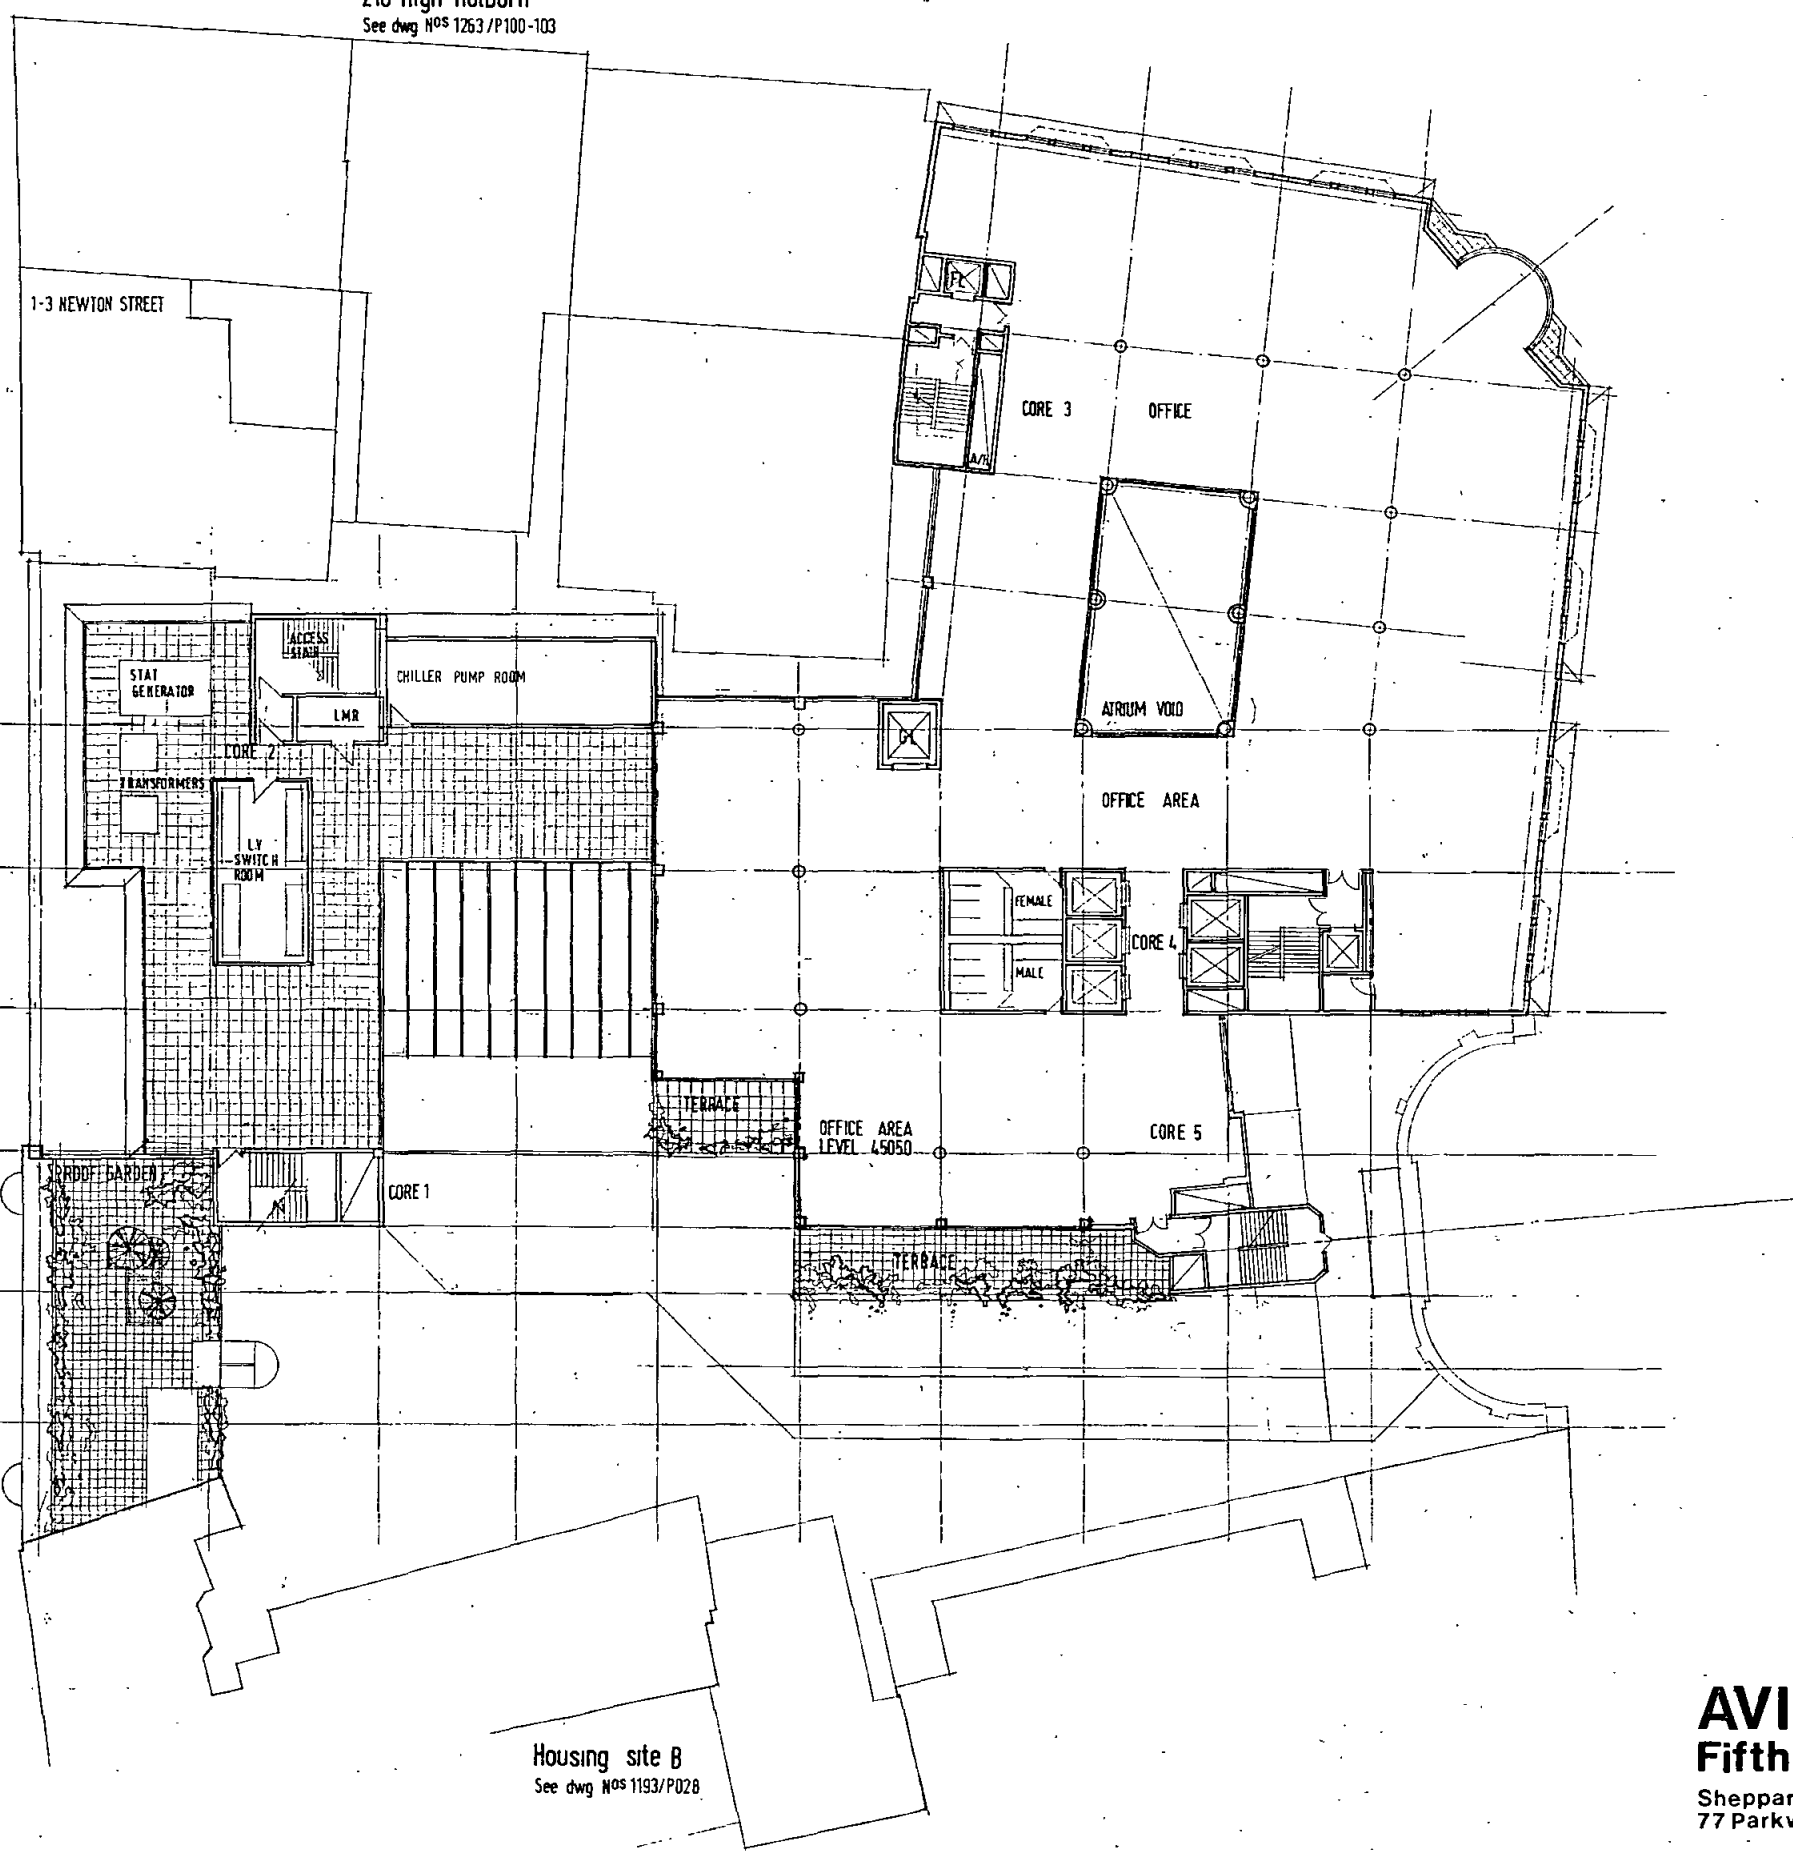 See dwg Nos 1263/P100-103
1-3 NEWTON STREET
FL
CORE 3
OFFICE
A/H
ACCESS
STAIR
STAT
GENERATOR
CHILLER PUMP ROOM
LMR
ATRIUM VOID
CORE 2
GL
TRANSFORMERS
OFFICE AREA
LV
SWITCH
ROOM
FEMALE
CORE 4
MALE
TERRACE
OFFICE AREA
LEVEL 45050
CORE 5
ROOF GARDEN
CORE 1
TERRACE
Housing site B
See dwg Nos 1193/P028
AVI
Fifth
Sheppar
77 Parkw